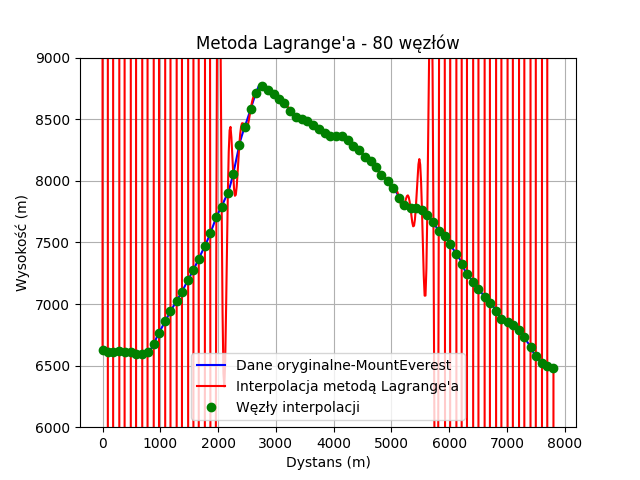 Metoda Lagrange'a - 80 węzłów
9000
8500
8000
7500
7000
6500
6000
Wysokość (m)
Dane oryginalne-MountEverest
Interpolacja metodą Lagrange'a
Węzły interpolacji
0 1000 2000 3000 4000 5000 6000 7000 8000
Dystans (m)